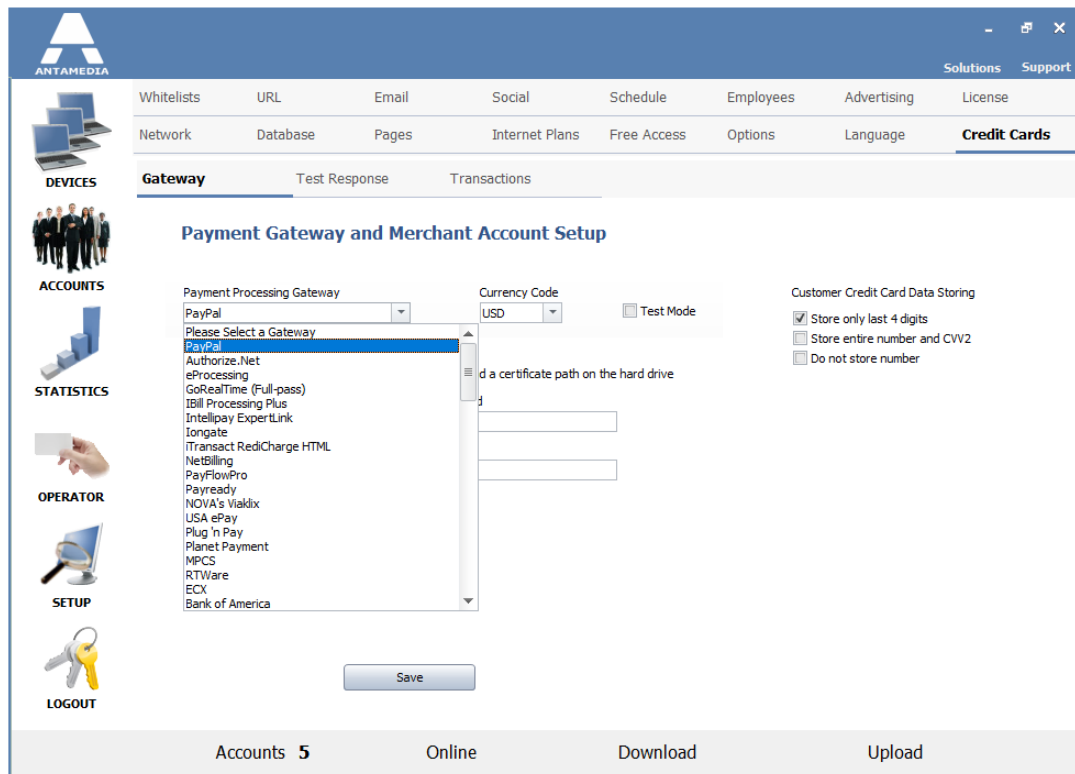 ANTAMEDIA
Solutions Support
Whitelists URL Email Social Schedule Employees Advertising License
Network Database Pages Internet Plans Free Access Options Language Credit Cards
Gateway Test Response Transactions
DEVICES
ACCOUNTS
STATISTICS
OPERATOR
SETUP
LOGOUT
Payment Gateway and Merchant Account Setup
Payment Processing Gateway
PayPal
Currency Code
USD
Test Mode
Customer Credit Card Data Storing
Store only last 4 digits
Store entire number and CVV2
Do not store number
Please Select a Gateway
PayPal
Authorize.Net
eProcessing
GoRealTime (Full-pass)
IBill Processing Plus
Intellipay ExpertLink
Iongate
iTransact RediCharge HTML
NetBilling
PayFlowPro
Payready
NOVA's Viaklix
USA ePay
Plug 'n Pay
Planet Payment
MPCS
RTWare
ECX
Bank of America
d a certificate path on the hard drive
d
Save
Accounts 5 Online Download Upload